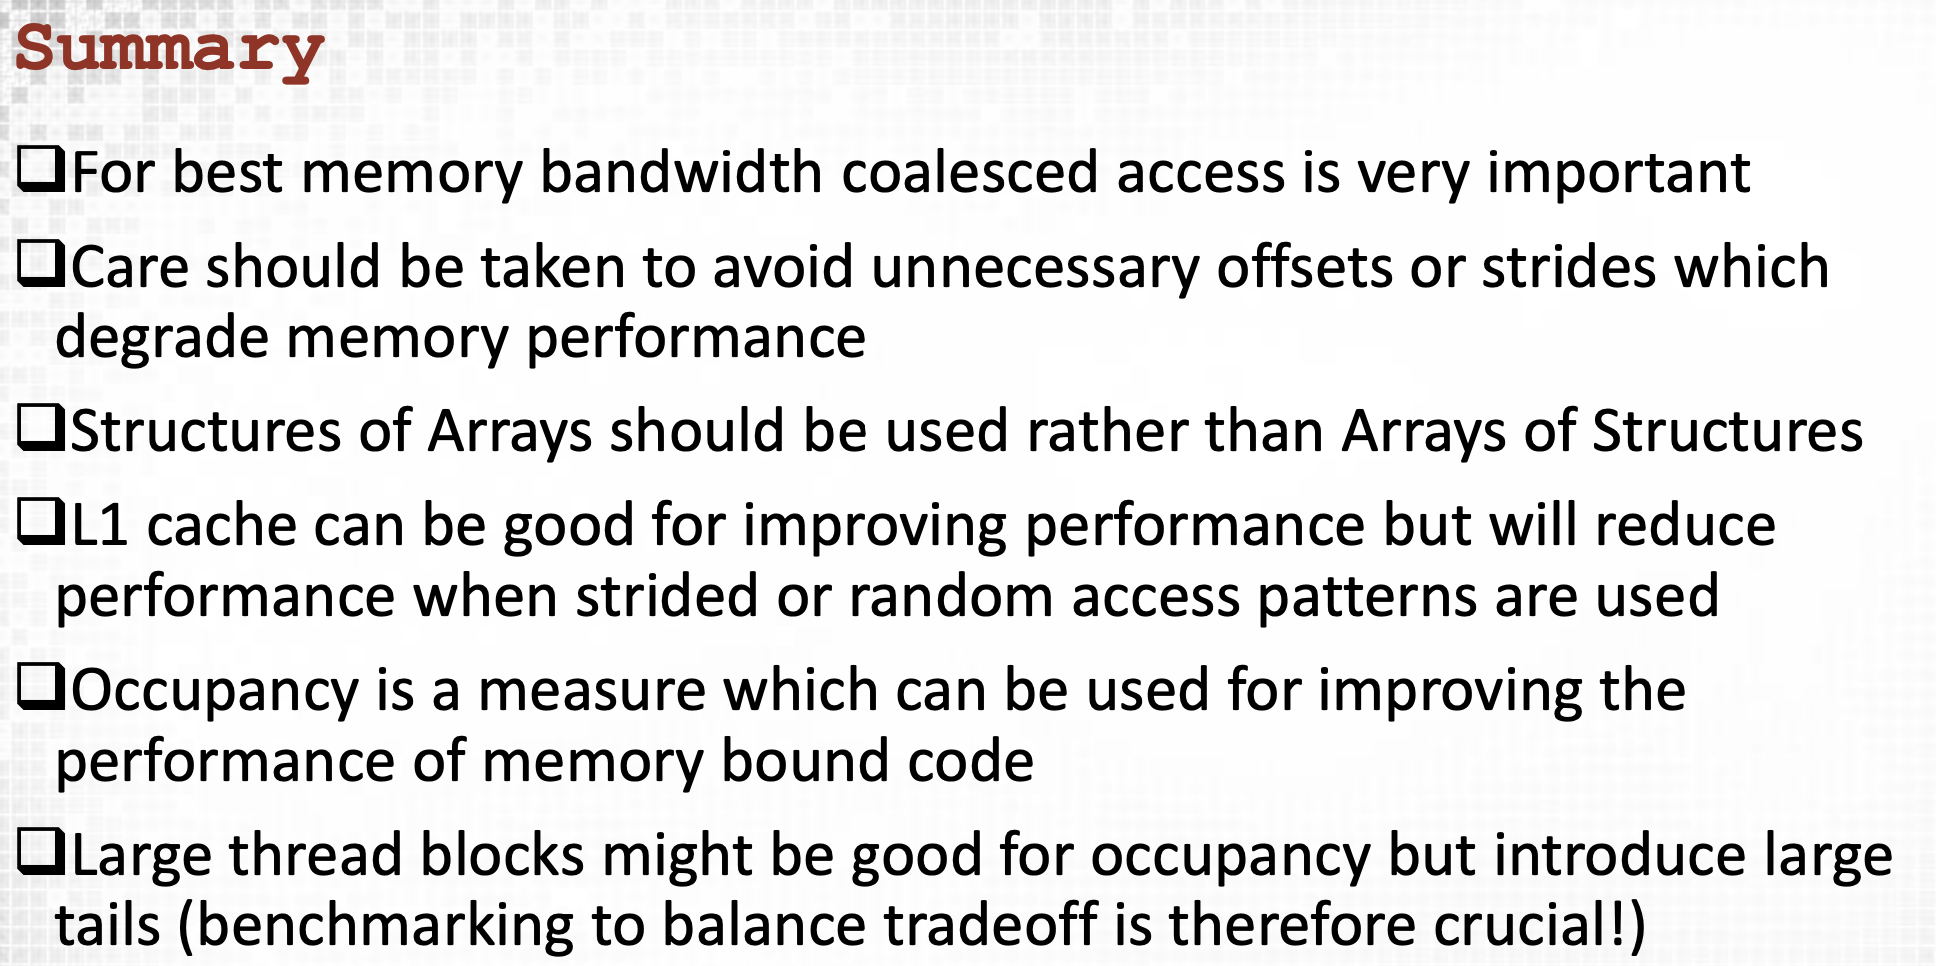 Summary
❑For best memory bandwidth coalesced access is very important
❑Care should be taken to avoid unnecessary offsets or strides which
degrade memory performance
❑Structures of Arrays should be used rather than Arrays of Structures
❑L1 cache can be good for improving performance but will reduce
performance when strided or random access patterns are used
❑Occupancy is a measure which can be used for improving the
performance of memory bound code
❑Large thread blocks might be good for occupancy but introduce large
tails (benchmarking to balance tradeoff is therefore crucial!)